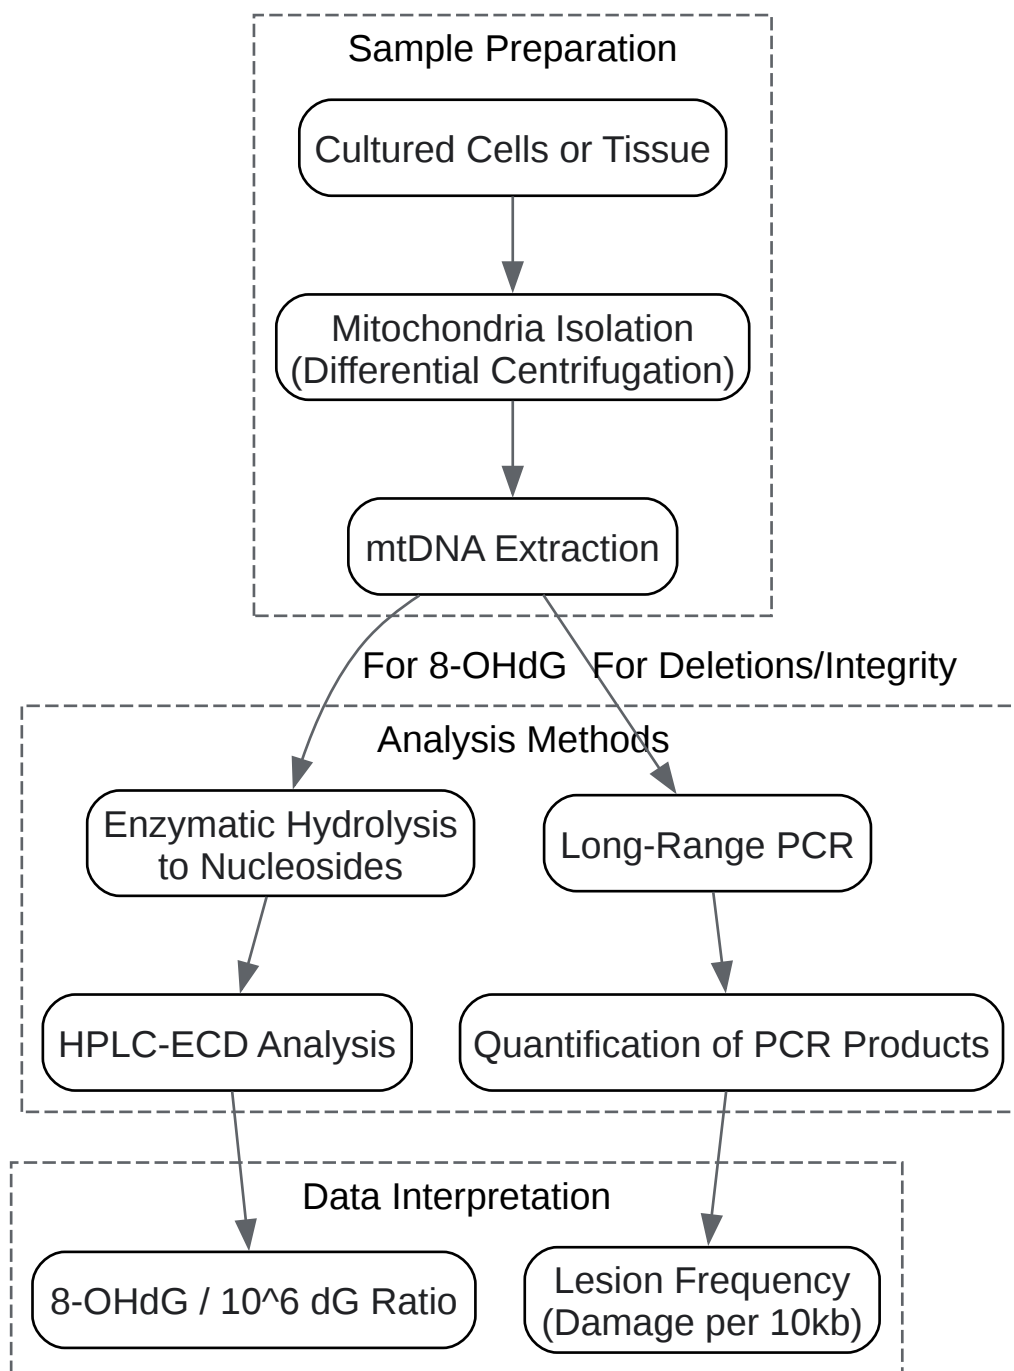 Sample Preparation
Cultured Cells or Tissue
Mitochondria Isolation
(Differential Centrifugation)
mtDNA Extraction
For 8-OHdG
For Deletions/Integrity
Analysis Methods
Enzymatic Hydrolysis
to Nucleosides
Long-Range PCR
HPLC-ECD Analysis
Quantification of PCR Products
Data Interpretation
8-OHdG / 10^6 dG Ratio
Lesion Frequency
(Damage per 10kb)